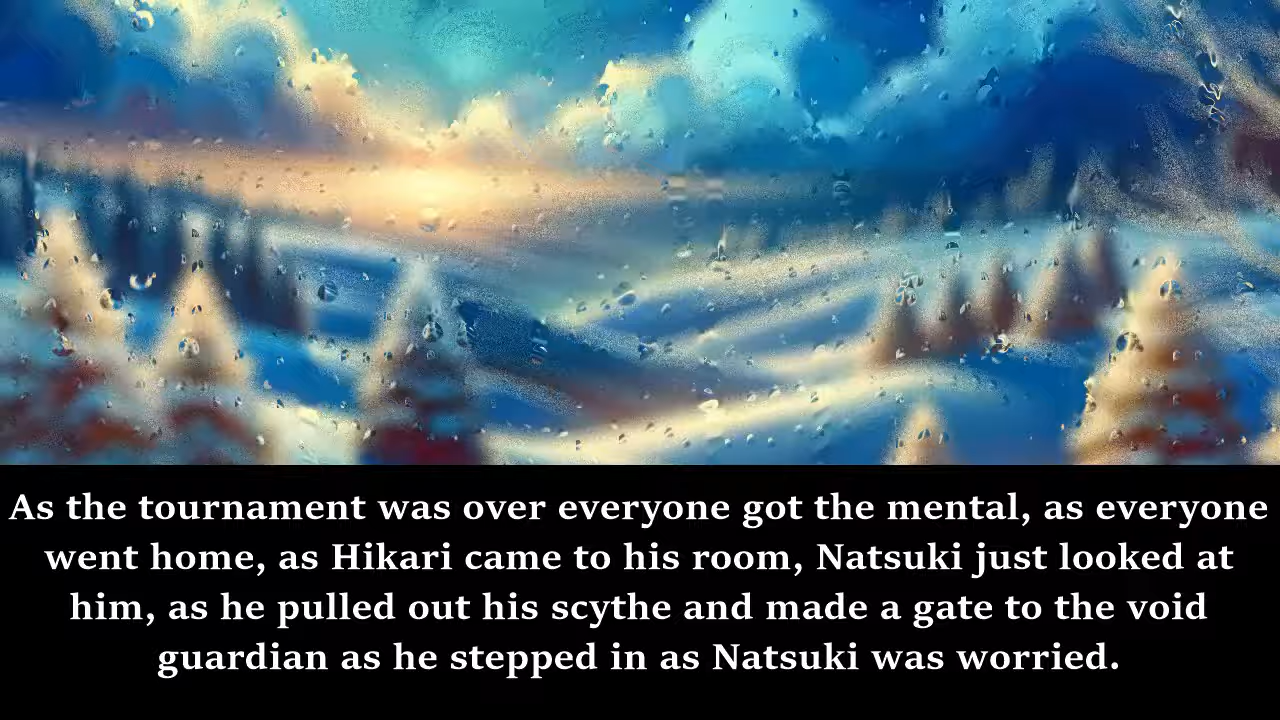 As the tournament was over everyone got the mental, as everyone
went home, as Hikari came to his room, Natsuki just looked at
him, as he pulled out his scythe and made a gate to the void
guardian as he stepped in as Natsuki was worried.